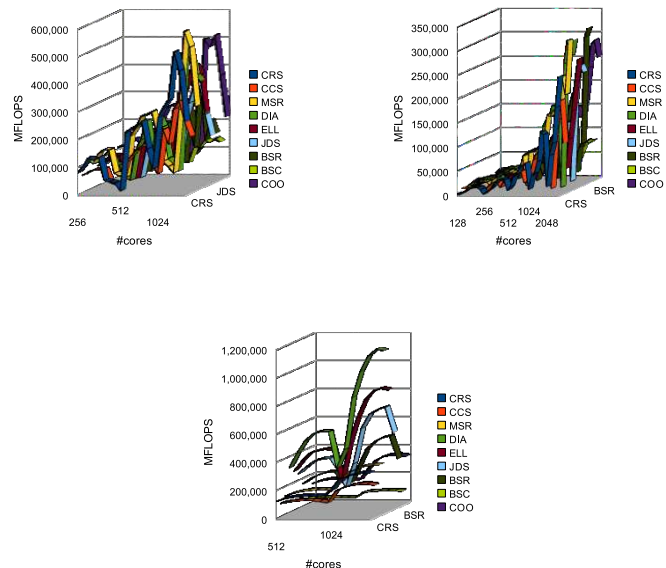 600,000
500,000
400,000
300,000
200,000
100,000
0
MFLOPS
256
512
1024
#cores
CRS
JDS
CRS
CCS
MSR
DIA
ELL
JDS
BSR
BSC
COO
350,000
300,000
250,000
200,000
150,000
100,000
50,000
0
MFLOPS
128
256
512
1024
2048
#cores
CRS
BSR
CRS
CCS
MSR
DIA
ELL
JDS
BSR
BSC
COO
1,200,000
1,000,000
800,000
600,000
400,000
200,000
0
MFLOPS
512
1024
#cores
CRS
BSR
CRS
CCS
MSR
DIA
ELL
JDS
BSR
BSC
COO